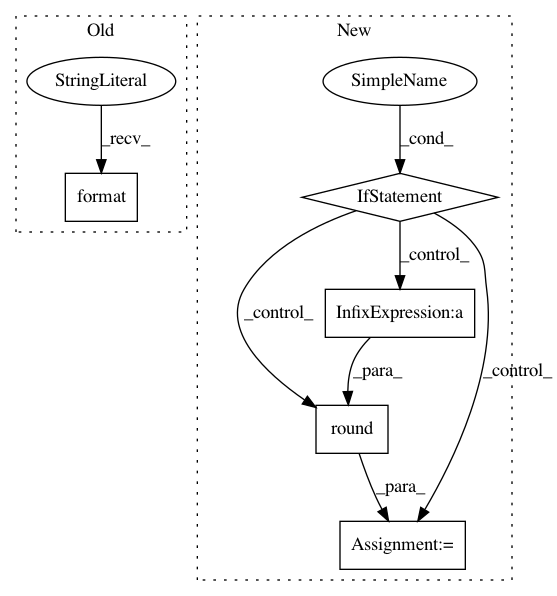 Old
New
StringLiteral
SimpleName
_recv_
_cond_
format
IfStatement
_control_
_control_
InfixExpression:a
_control_
_para_
round
_para_
Assignment:=